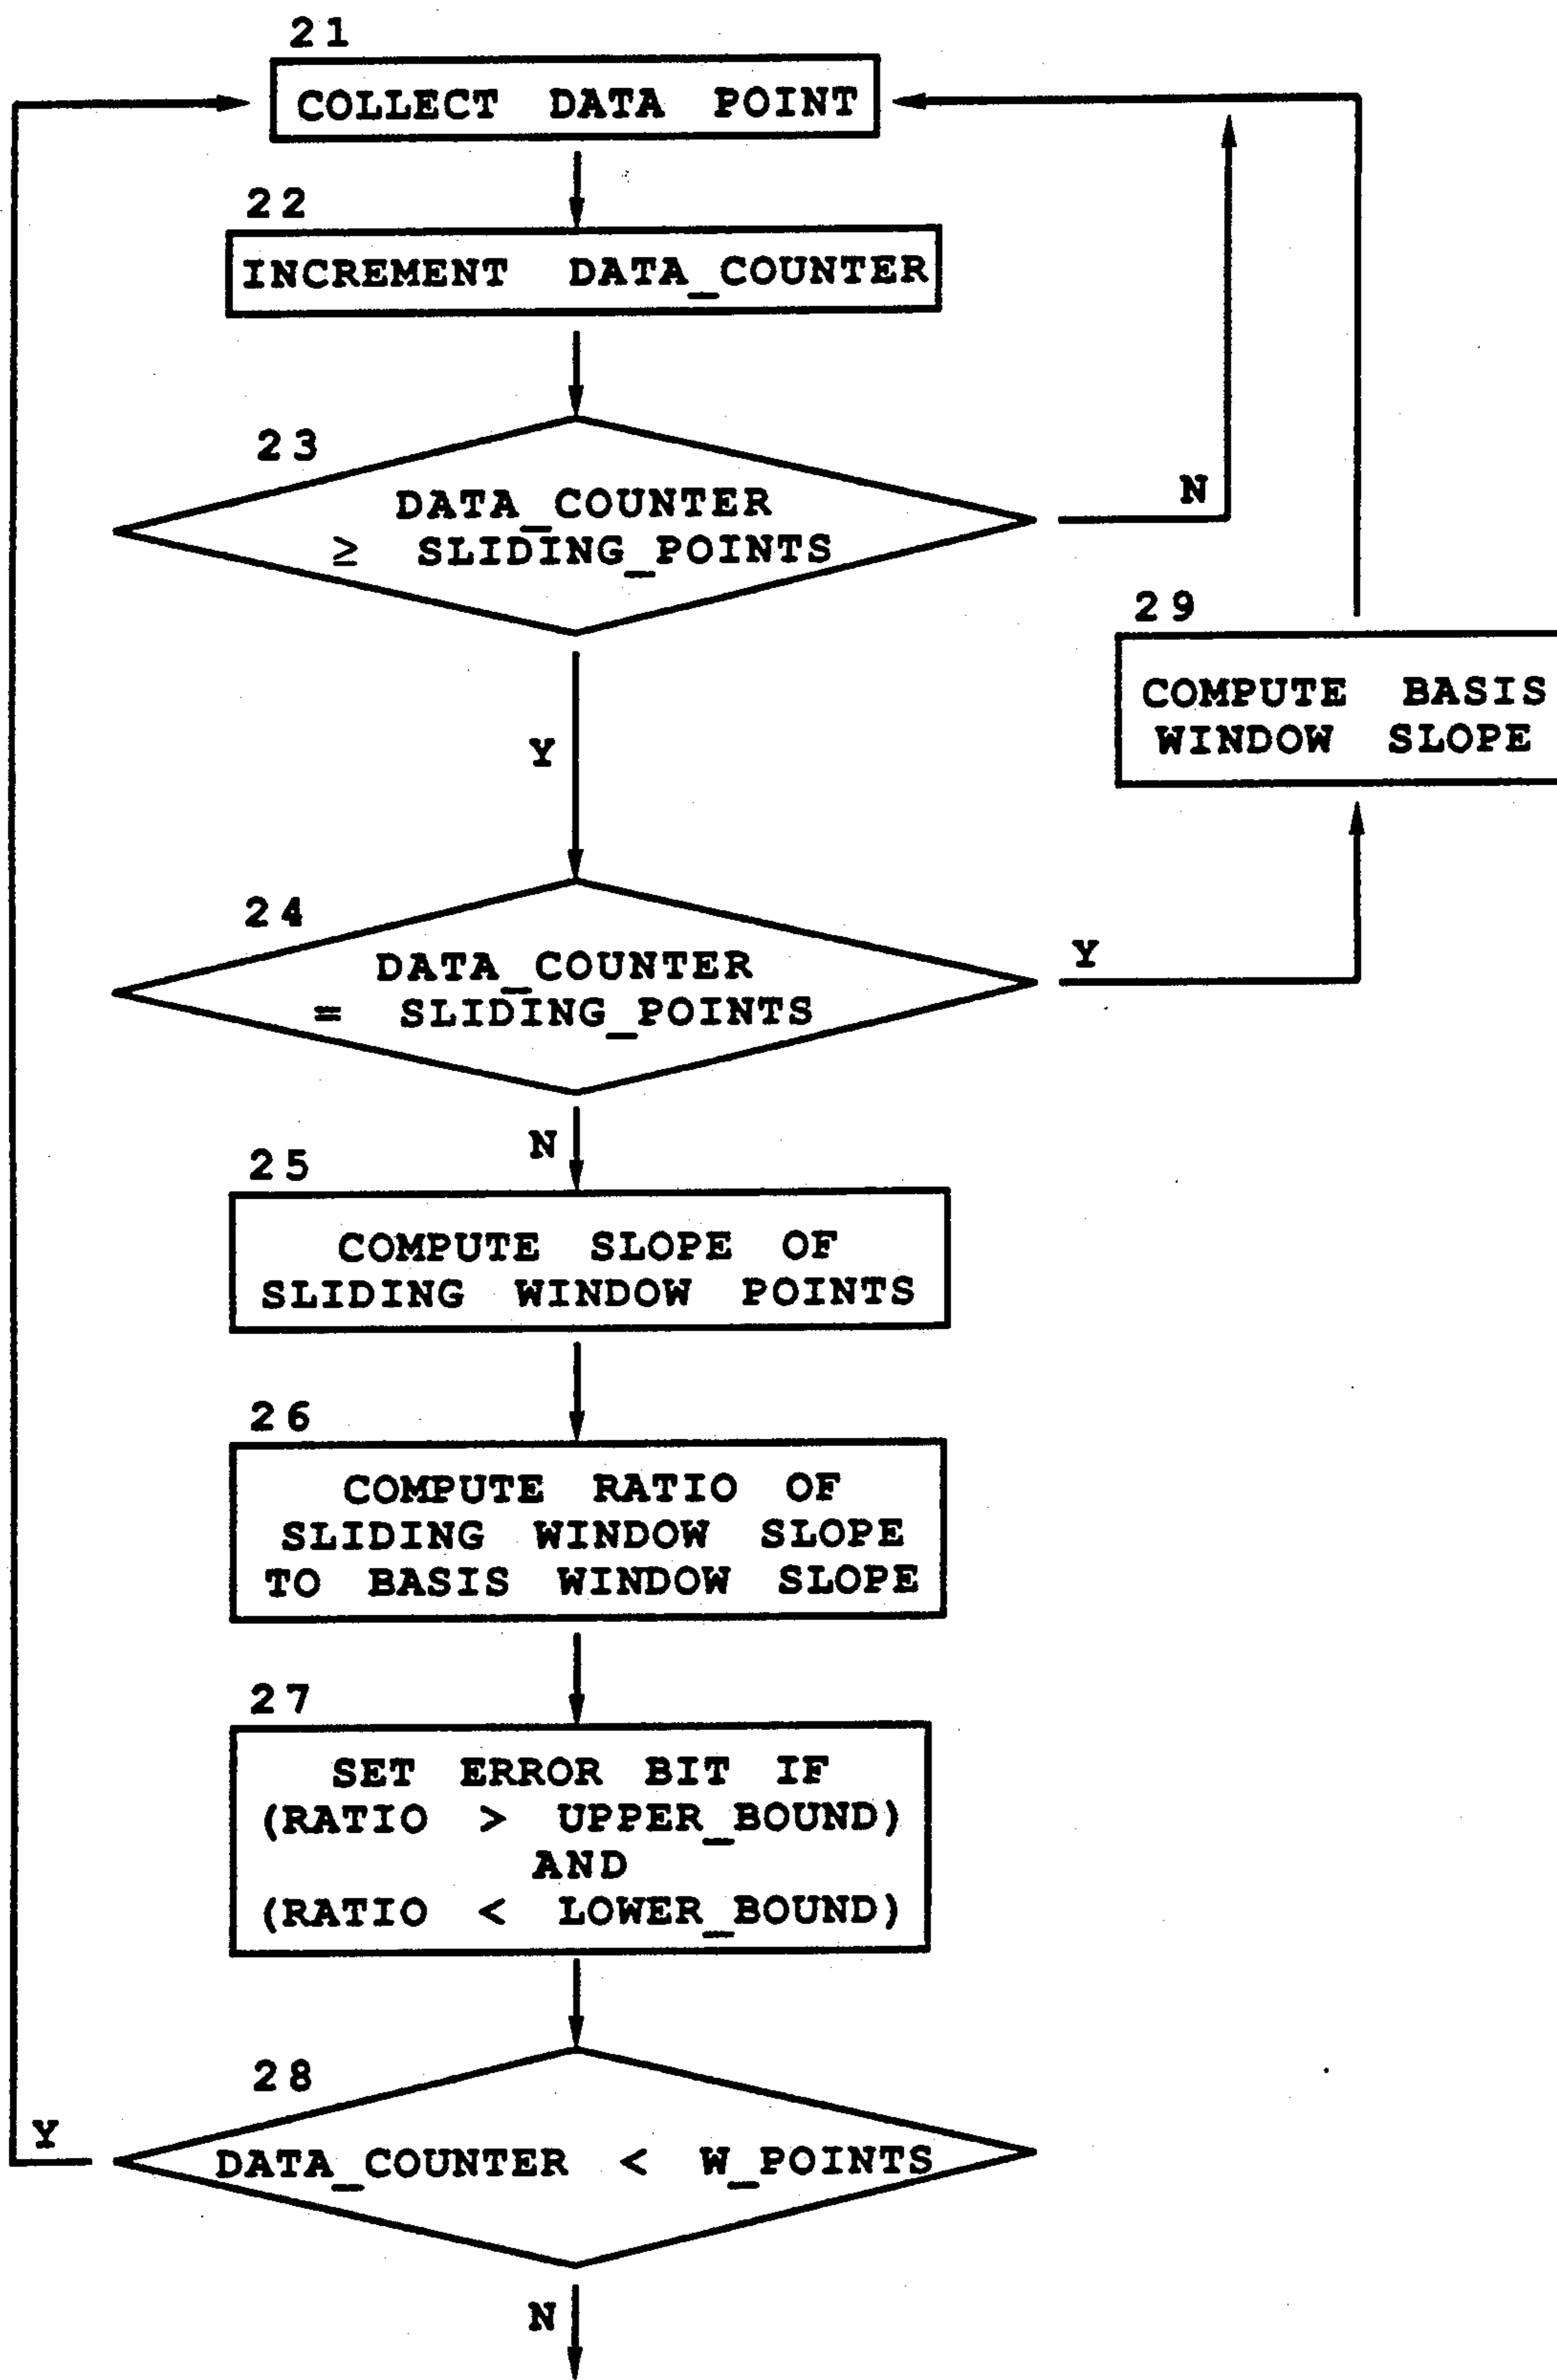 21
COLLECT DATA POINT
22
INCREMENT DATA_COUNTER
23
DATA_COUNTER
≥ SLIDING_POINTS
N
Y
29
COMPUTE BASIS
WINDOW SLOPE
24
DATA_COUNTER
= SLIDING_POINTS
Y
N
25
COMPUTE SLOPE OF
SLIDING WINDOW POINTS
26
COMPUTE RATIO OF
SLIDING WINDOW SLOPE
TO BASIS WINDOW SLOPE
27
SET ERROR BIT IF
(RATIO > UPPER_BOUND)
AND
(RATIO < LOWER_BOUND)
28
DATA_COUNTER < W_POINTS
Y
N